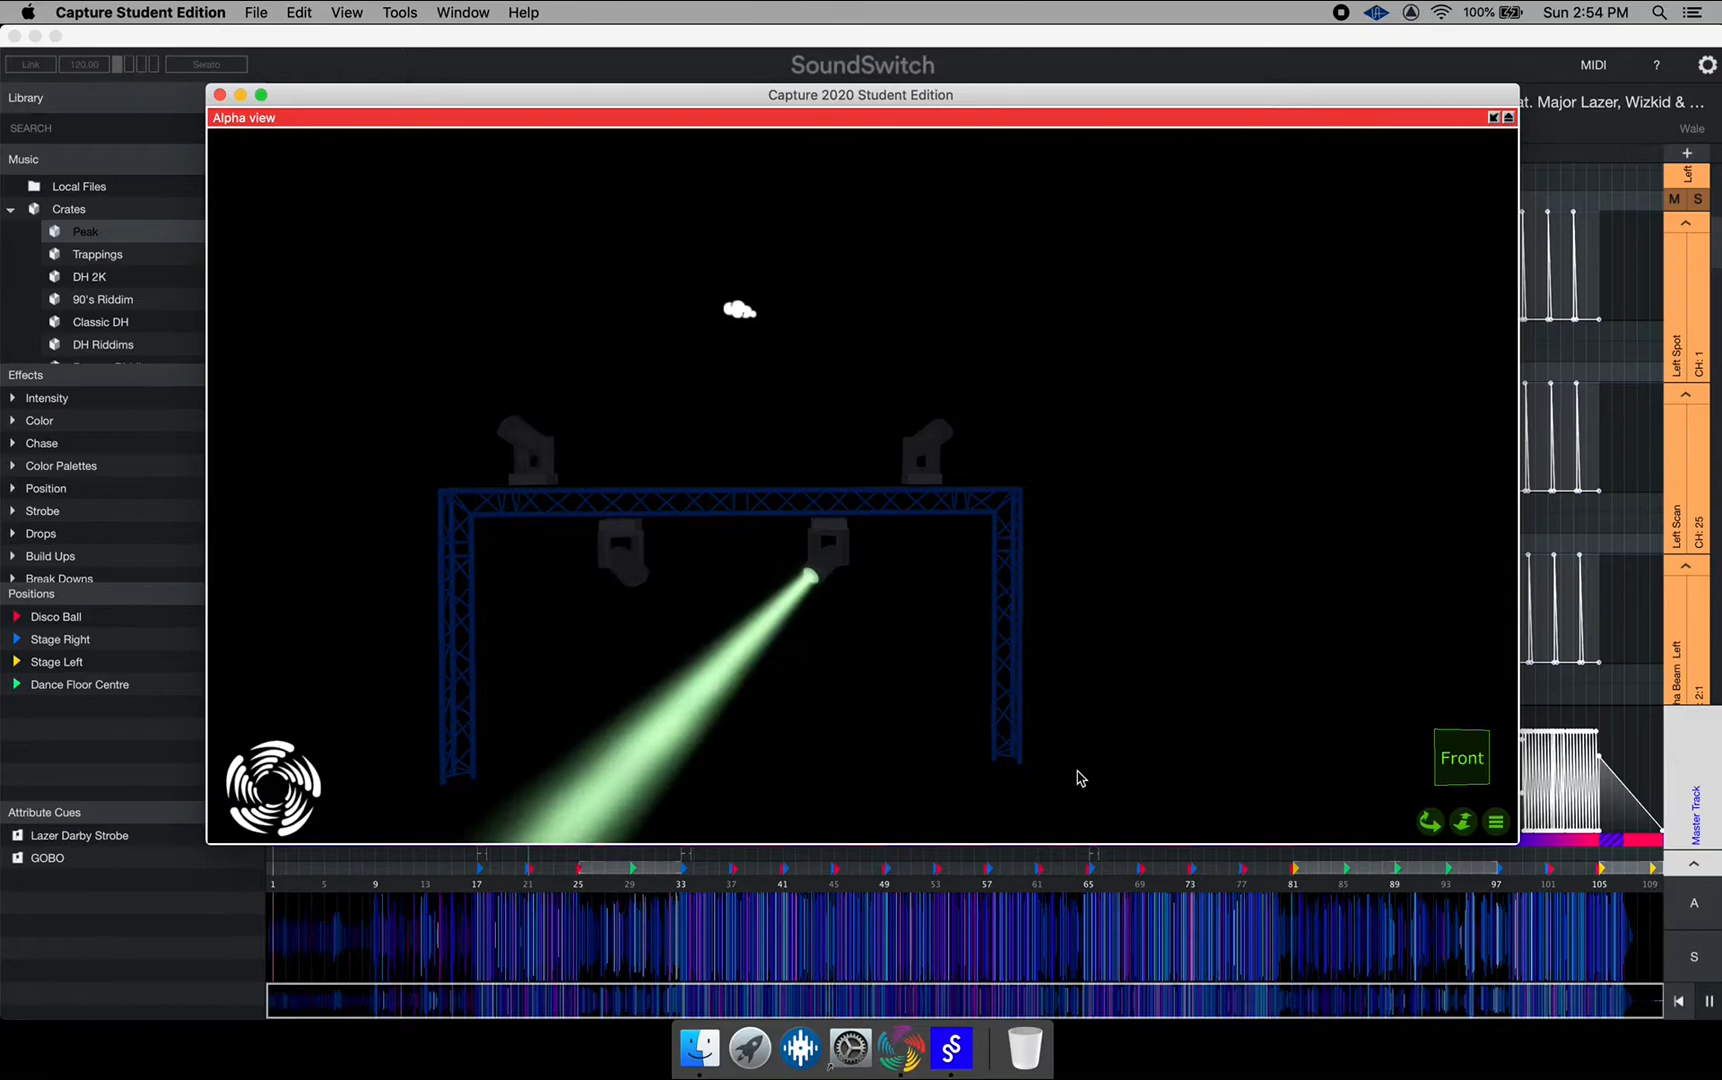 Capture Student Edition File Edit View Tools Window Help 100% Sun 2:54 PM
Link 120.00 Serato SoundSwitch MIDI ?
Library
Capture 2020 Student Edition
at. Major Lazer, Wizkid & ...
Alpha view
SEARCH
Wale
Music
+
Local Files
Left
Crates
M S
Peak
Trappings
DH 2K
90's Riddim
Classic DH
DH Riddims
Left Spot
CH: 1
Effects
Intensity
Color
Chase
Color Palettes
Position
Strobe
Left Scan
CH: 25
Drops
Build Ups
Break Downs
Positions
Disco Ball
Stage Right
Stage Left
Dance Floor Centre
Beam Left
2:1
Front
Master Track
Attribute Cues
Lazer Darby Strobe
GOBO
1 5 9 13 17 21 25 29 33 37 41 45 49 53 57 61 65 69 73 77 81 85 89 93 97 101 105 109
A
S